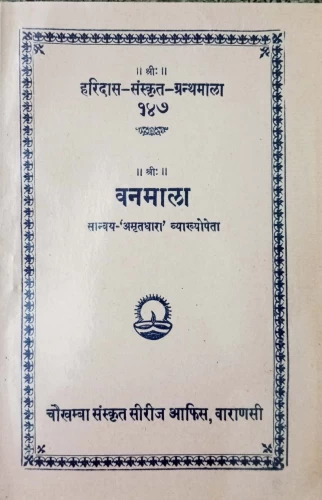 ॥ श्रीः ॥
हरिदास-संस्कृत-ग्रन्थमाला
१४७
॥ श्रीः ॥
वनमाला
सान्वय-'अमृतधारा' व्याख्योपेता
चौखम्बा संस्कृत सीरीज आफिस, वाराणसी